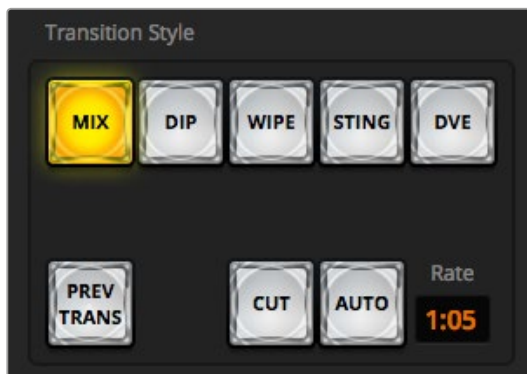 Transition Style
MIX DIP WIPE STING DVE
PREV
TRANS
CUT AUTO
Rate
1:05